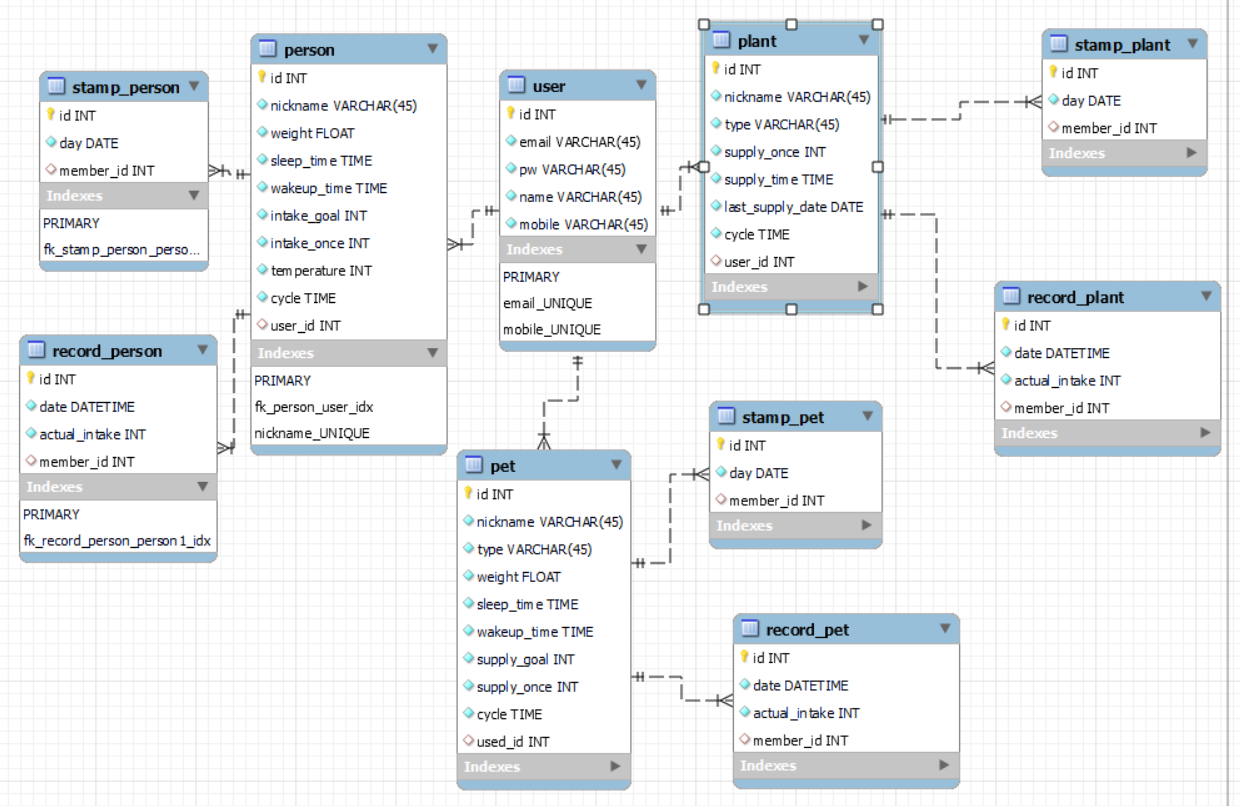 stamp_person
id INT
day DATE
member_id INT
Indexes
PRIMARY
fk_stamp_person_perso...
record_person
id INT
date DATETIME
actual_intake INT
member_id INT
Indexes
PRIMARY
fk_record_person_person1_idx
person
id INT
nickname VARCHAR(45)
weight FLOAT
sleep_time TIME
wakeup_time TIME
intake_goal INT
intake_once INT
temperature INT
cycle TIME
user_id INT
Indexes
PRIMARY
fk_person_user_idx
nickname_UNIQUE
user
id INT
email VARCHAR(45)
pw VARCHAR(45)
name VARCHAR(45)
mobile VARCHAR(45)
Indexes
PRIMARY
email_UNIQUE
mobile_UNIQUE
pet
id INT
nickname VARCHAR(45)
type VARCHAR(45)
weight FLOAT
sleep_time TIME
wakeup_time TIME
supply_goal INT
supply_once INT
cycle TIME
used_id INT
Indexes
plant
id INT
nickname VARCHAR(45)
type VARCHAR(45)
supply_once INT
supply_time TIME
last_supply_date DATE
cycle TIME
user_id INT
Indexes
stamp_plant
id INT
day DATE
member_id INT
Indexes
record_plant
id INT
date DATETIME
actual_intake INT
member_id INT
Indexes
stamp_pet
id INT
day DATE
member_id INT
Indexes
record_pet
id INT
date DATETIME
actual_intake INT
member_id INT
Indexes